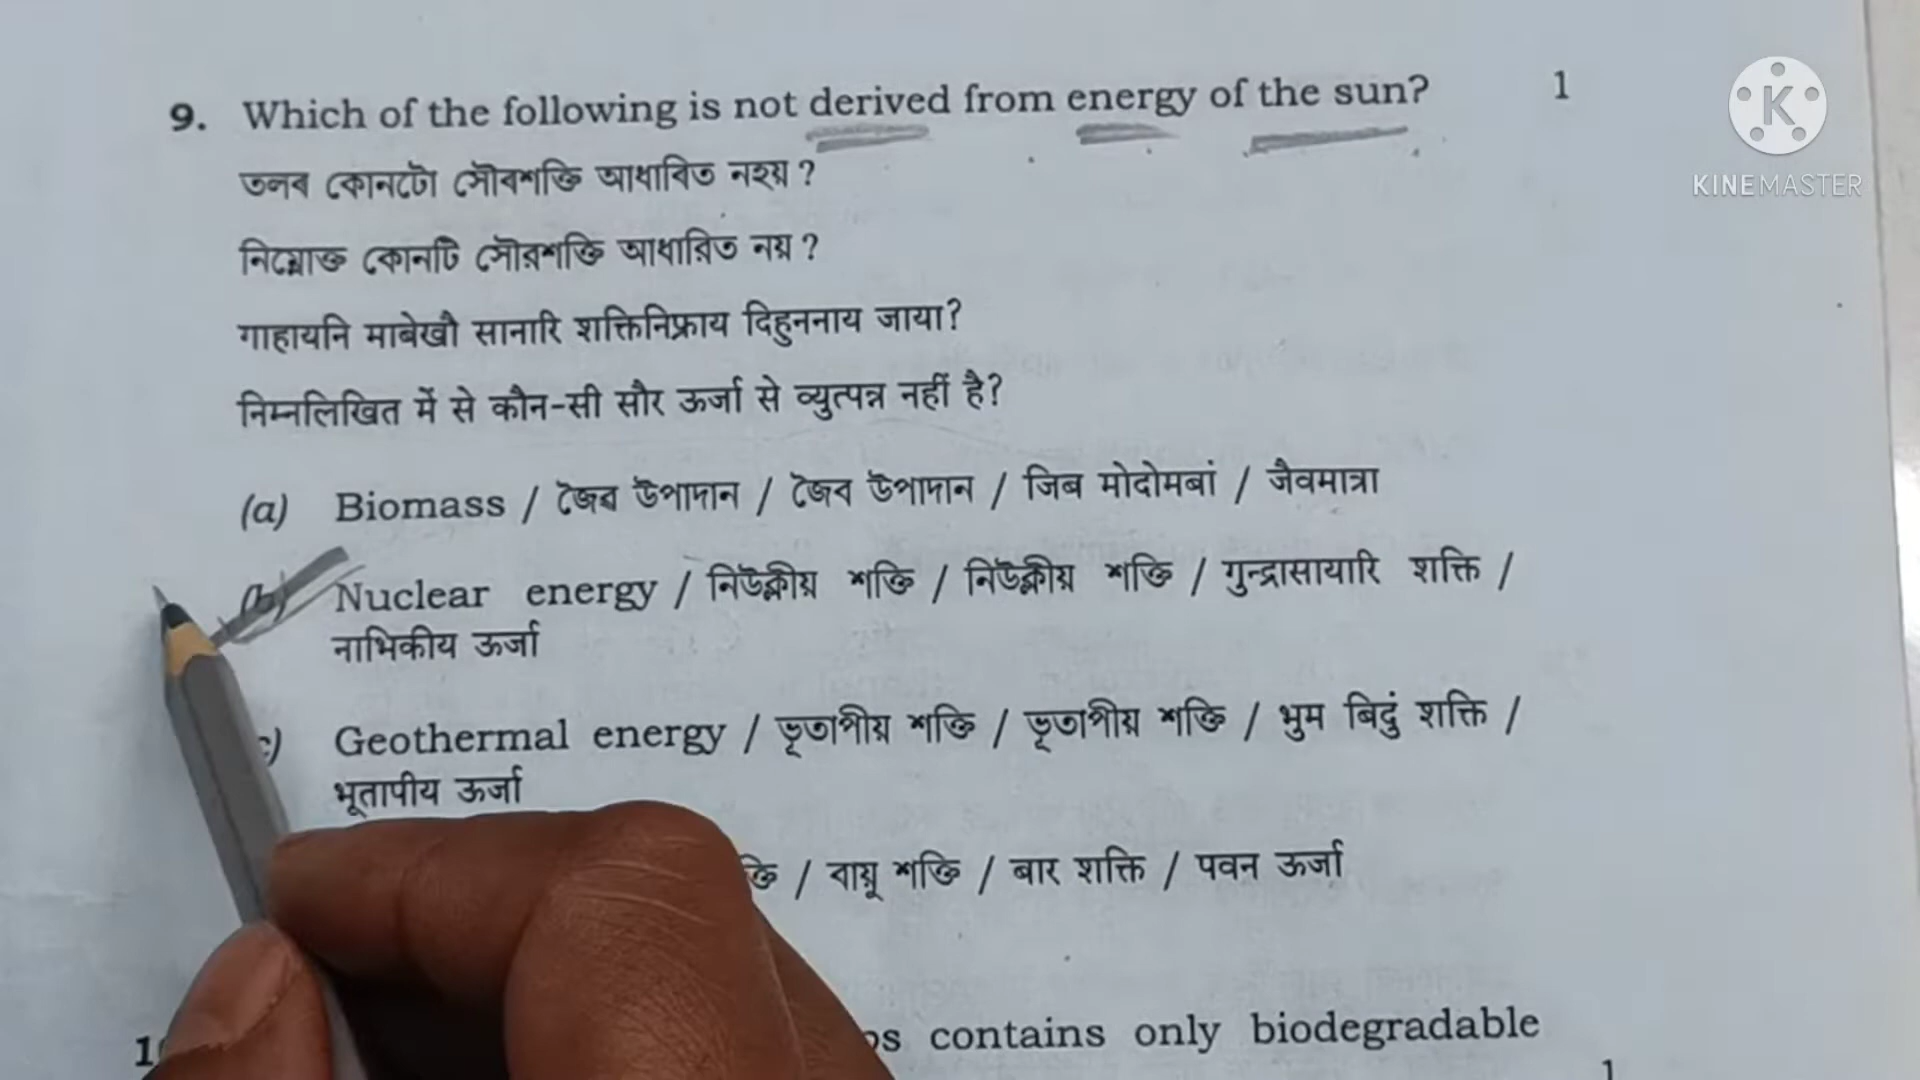 9. Which of the following is not derived from energy of the sun? 1
তলৰ কোনটো সৌৰশক্তি আধাৰিত নহয় ?
নিম্নোক্ত কোনটি সৌরশক্তি আধারিত নয় ?
गाहायनि माबेखौ सानारि शक्तिनिफ्राय दिहुननाय जाया?
निम्नलिखित में से कौन-सी सौर ऊर्जा से व्युत्पन्न नहीं है?
(a) Biomass / জৈৱ উপাদান / জৈব উপাদান / जिब मोदोमबां / जैवमात्रा
(b) Nuclear energy / নিউক্লীয় শক্তি / নিউক্লীয় শক্তি / गुन्द्रासायारि शक्ति /
नाभिकीय ऊर्जा
c) Geothermal energy / ভূতাপীয় শক্তি / ভূতাপীয় শক্তি / भुम बिदुं शक्ति /
भूतापीय ऊर्जा
/ বায়ু শক্তি / बार शक्ति / पवन ऊर्जा
contains only biodegradable
1
KINEMASTER